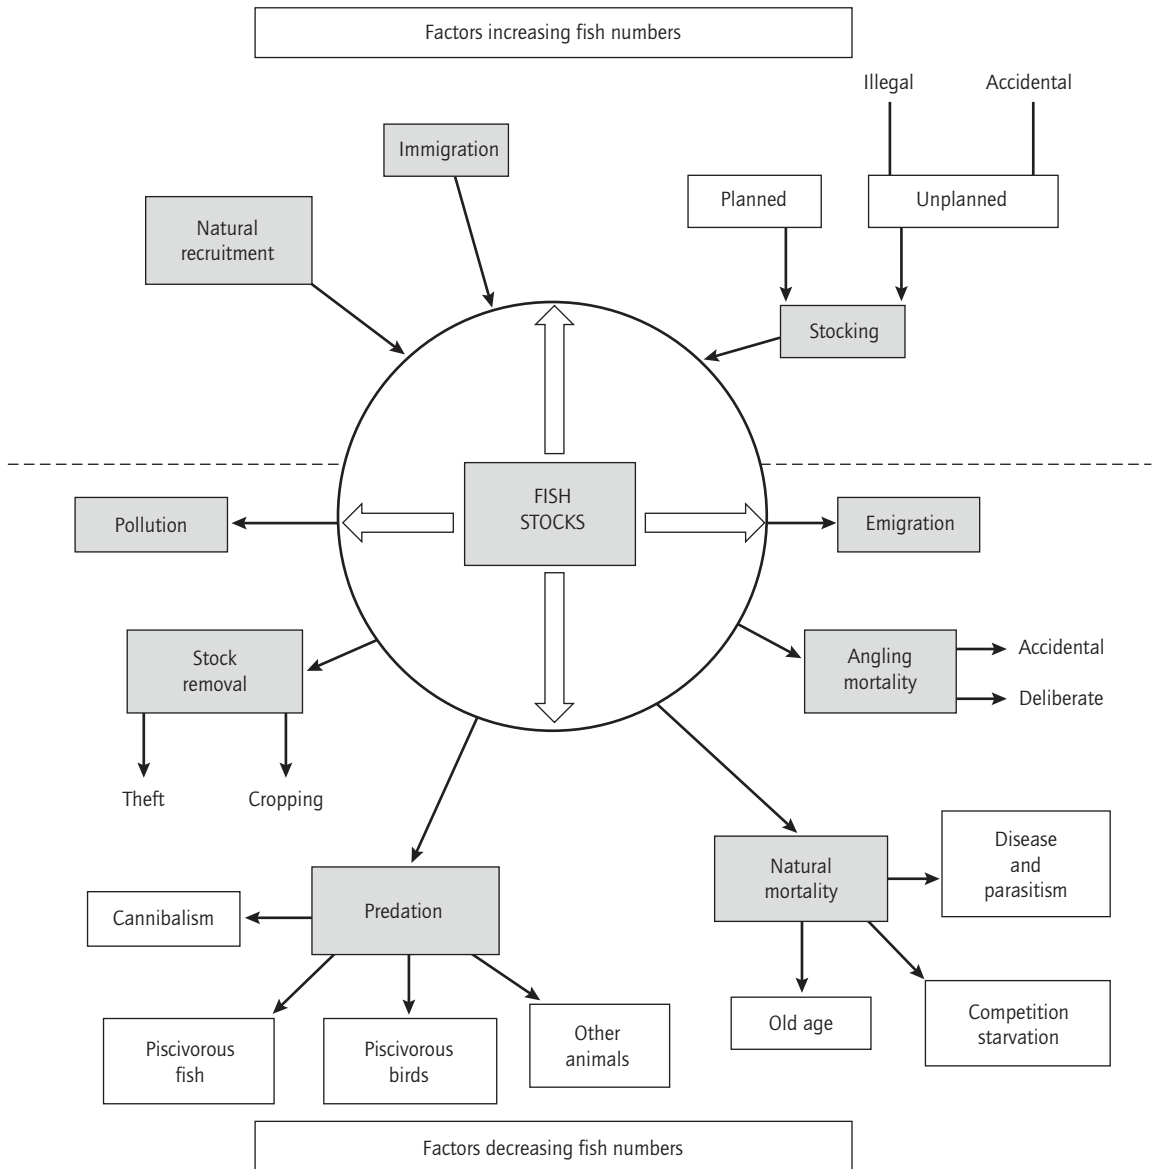 Factors increasing fish numbers
Illegal
Accidental
Immigration
Planned
Unplanned
Natural
recruitment
Stocking
FISH
STOCKS
Pollution
Emigration
Stock
removal
Angling
mortality
Accidental
Deliberate
Theft
Cropping
Natural
mortality
Disease
and
parasitism
Cannibalism
Predation
Old age
Competition
starvation
Piscivorous
fish
Piscivorous
birds
Other
animals
Factors decreasing fish numbers